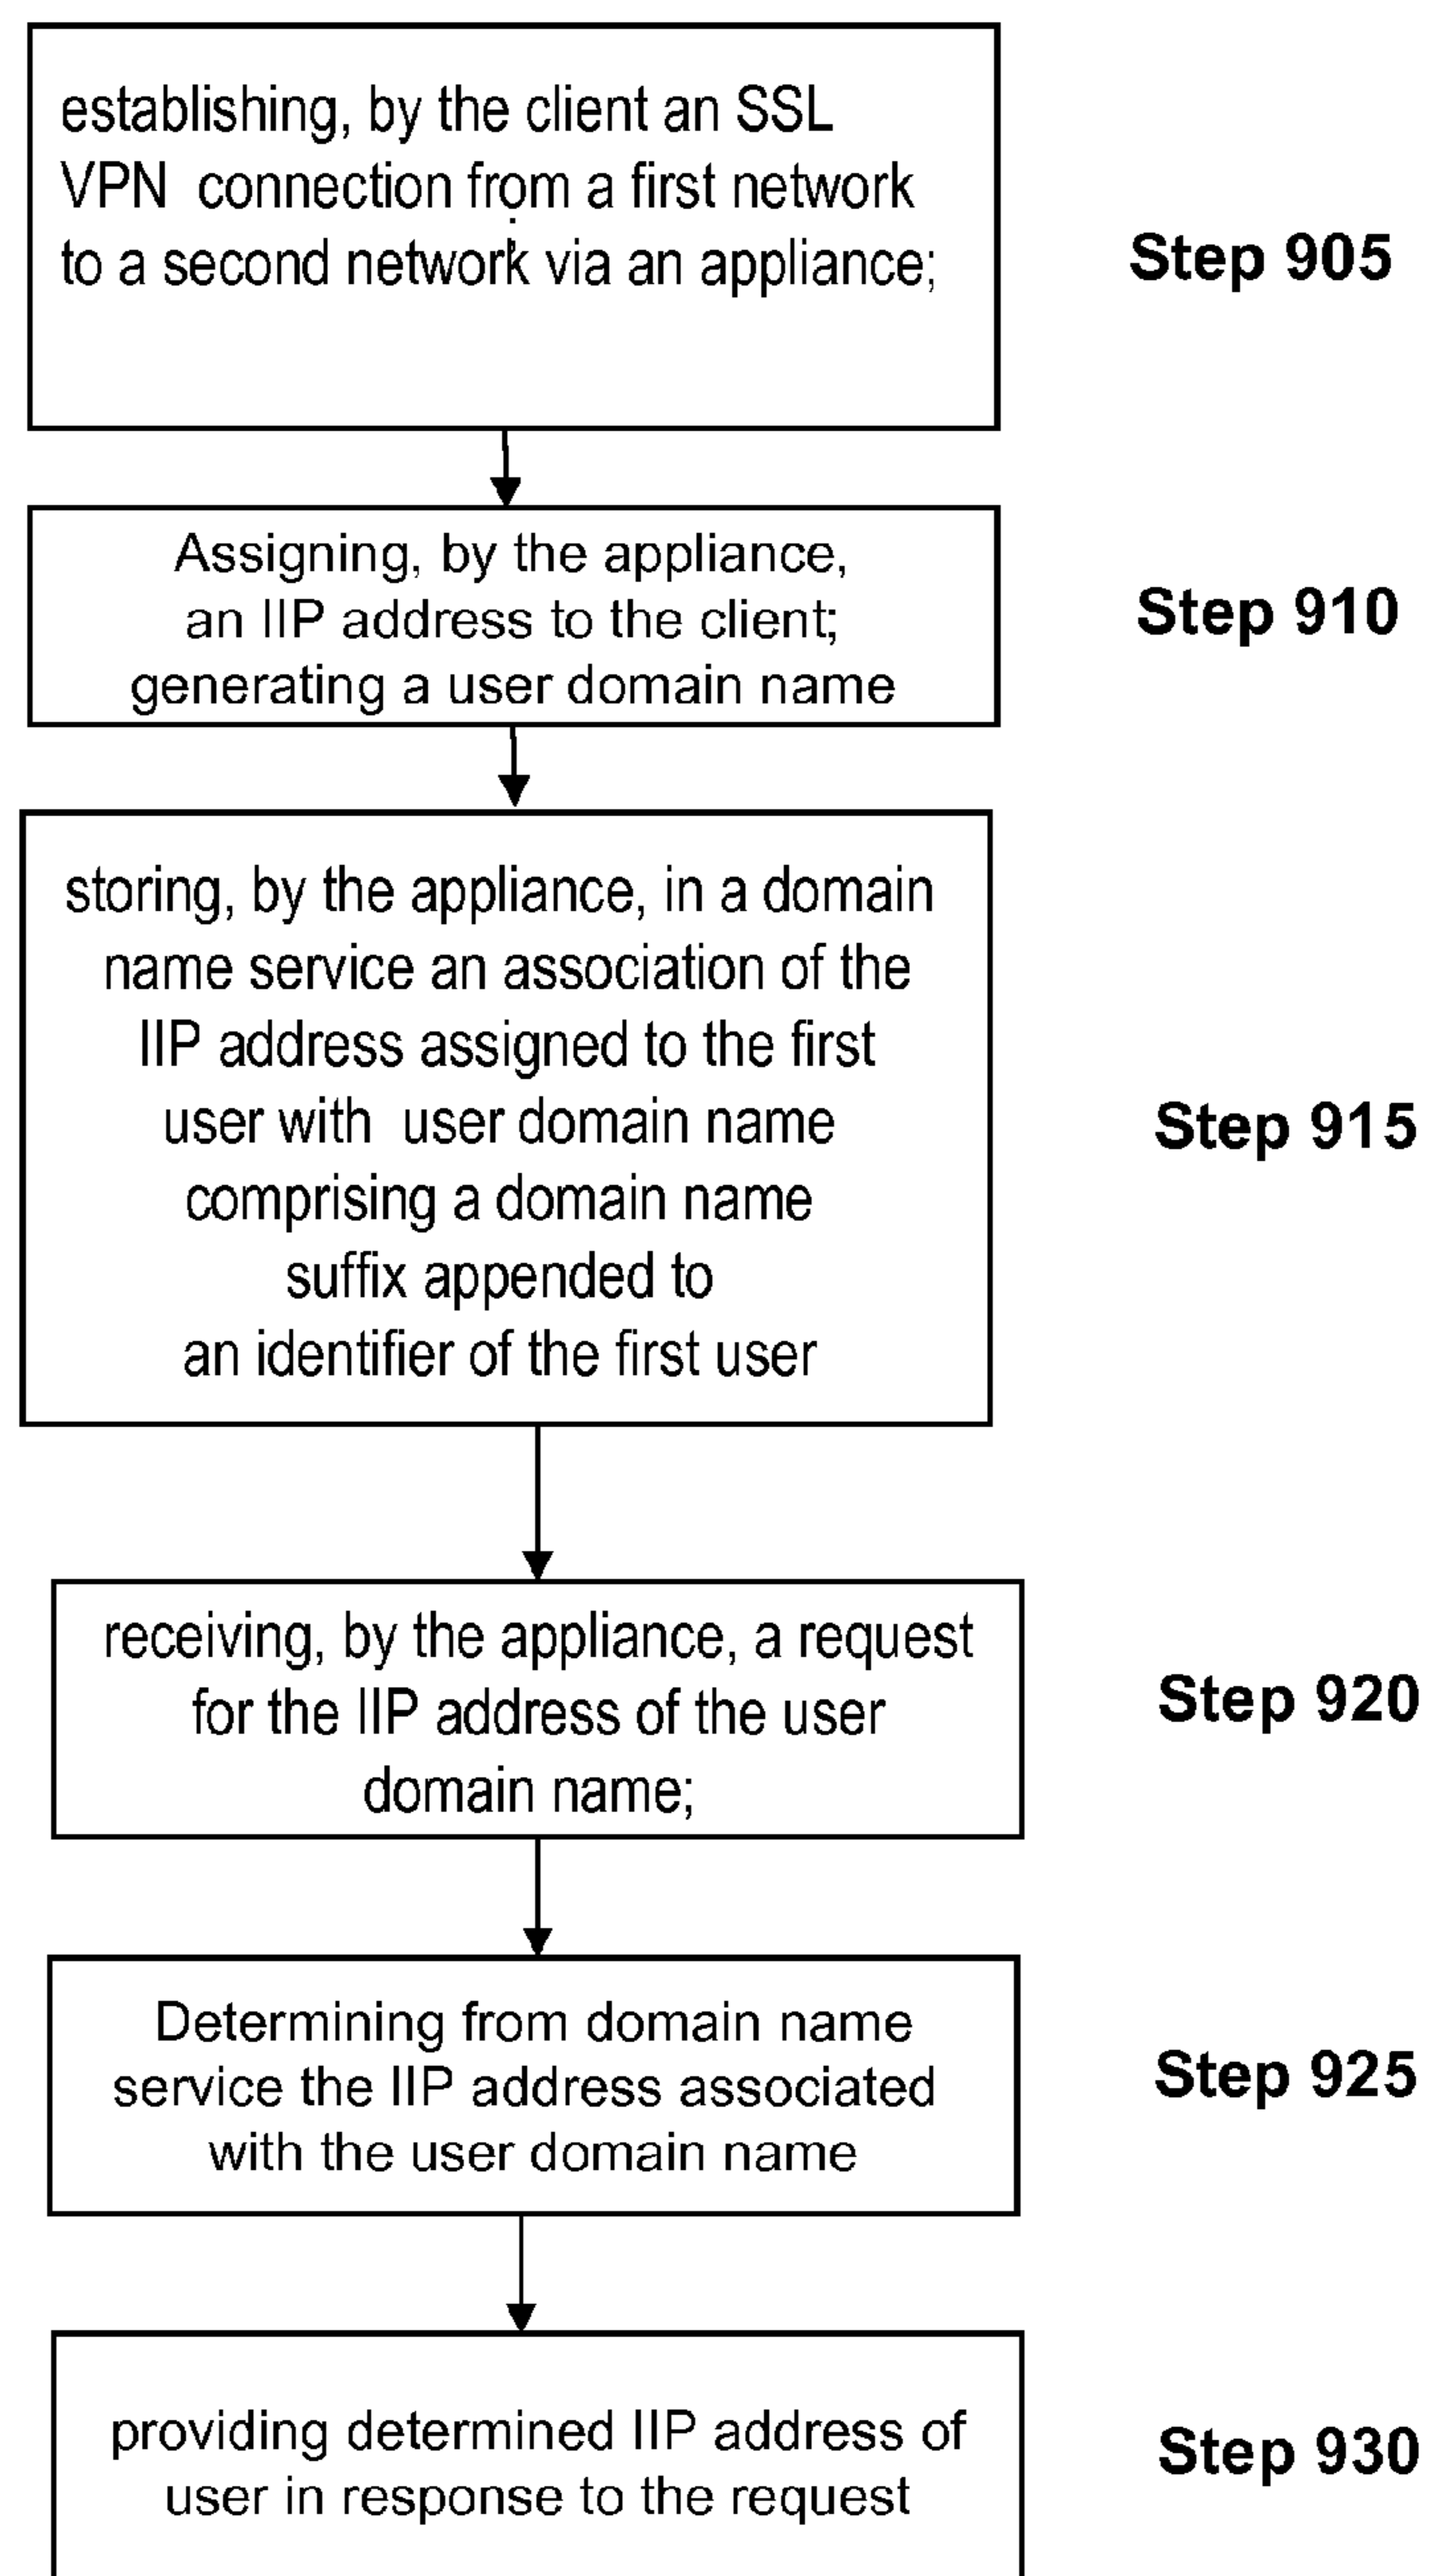 establishing, by the client an SSL
VPN connection from a first network
to a second network via an appliance;
Step 905
Assigning, by the appliance,
an IIP address to the client;
generating a user domain name
Step 910
storing, by the appliance, in a domain
name service an association of the
IIP address assigned to the first
user with user domain name
comprising a domain name
suffix appended to
an identifier of the first user
Step 915
receiving, by the appliance, a request
for the IIP address of the user
domain name;
Step 920
Determining from domain name
service the IIP address associated
with the user domain name
Step 925
providing determined IIP address of
user in response to the request
Step 930